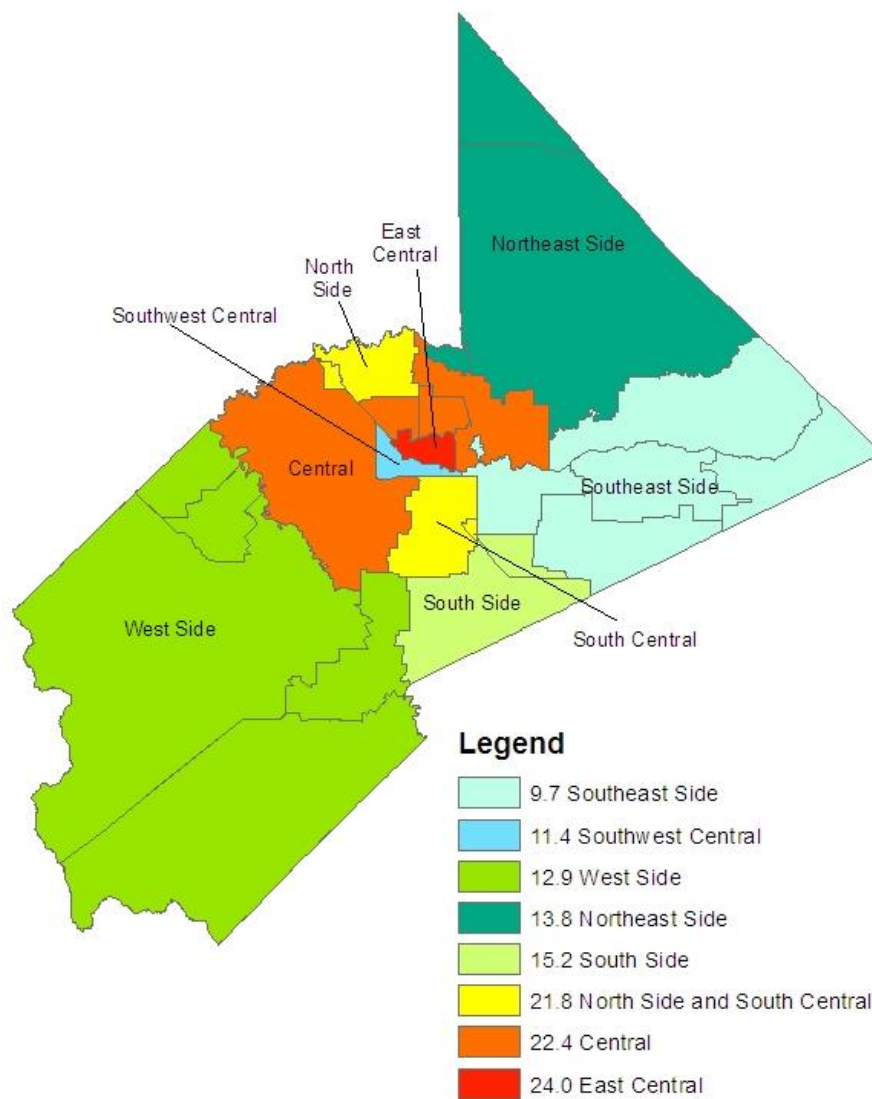 Northeast Side
East
Central
North
Side
Southwest Central
Central
Southeast Side
West Side
South Side
South Central
Legend
9.7 Southeast Side
11.4 Southwest Central
12.9 West Side
13.8 Northeast Side
15.2 South Side
21.8 North Side and South Central
22.4 Central
24.0 East Central